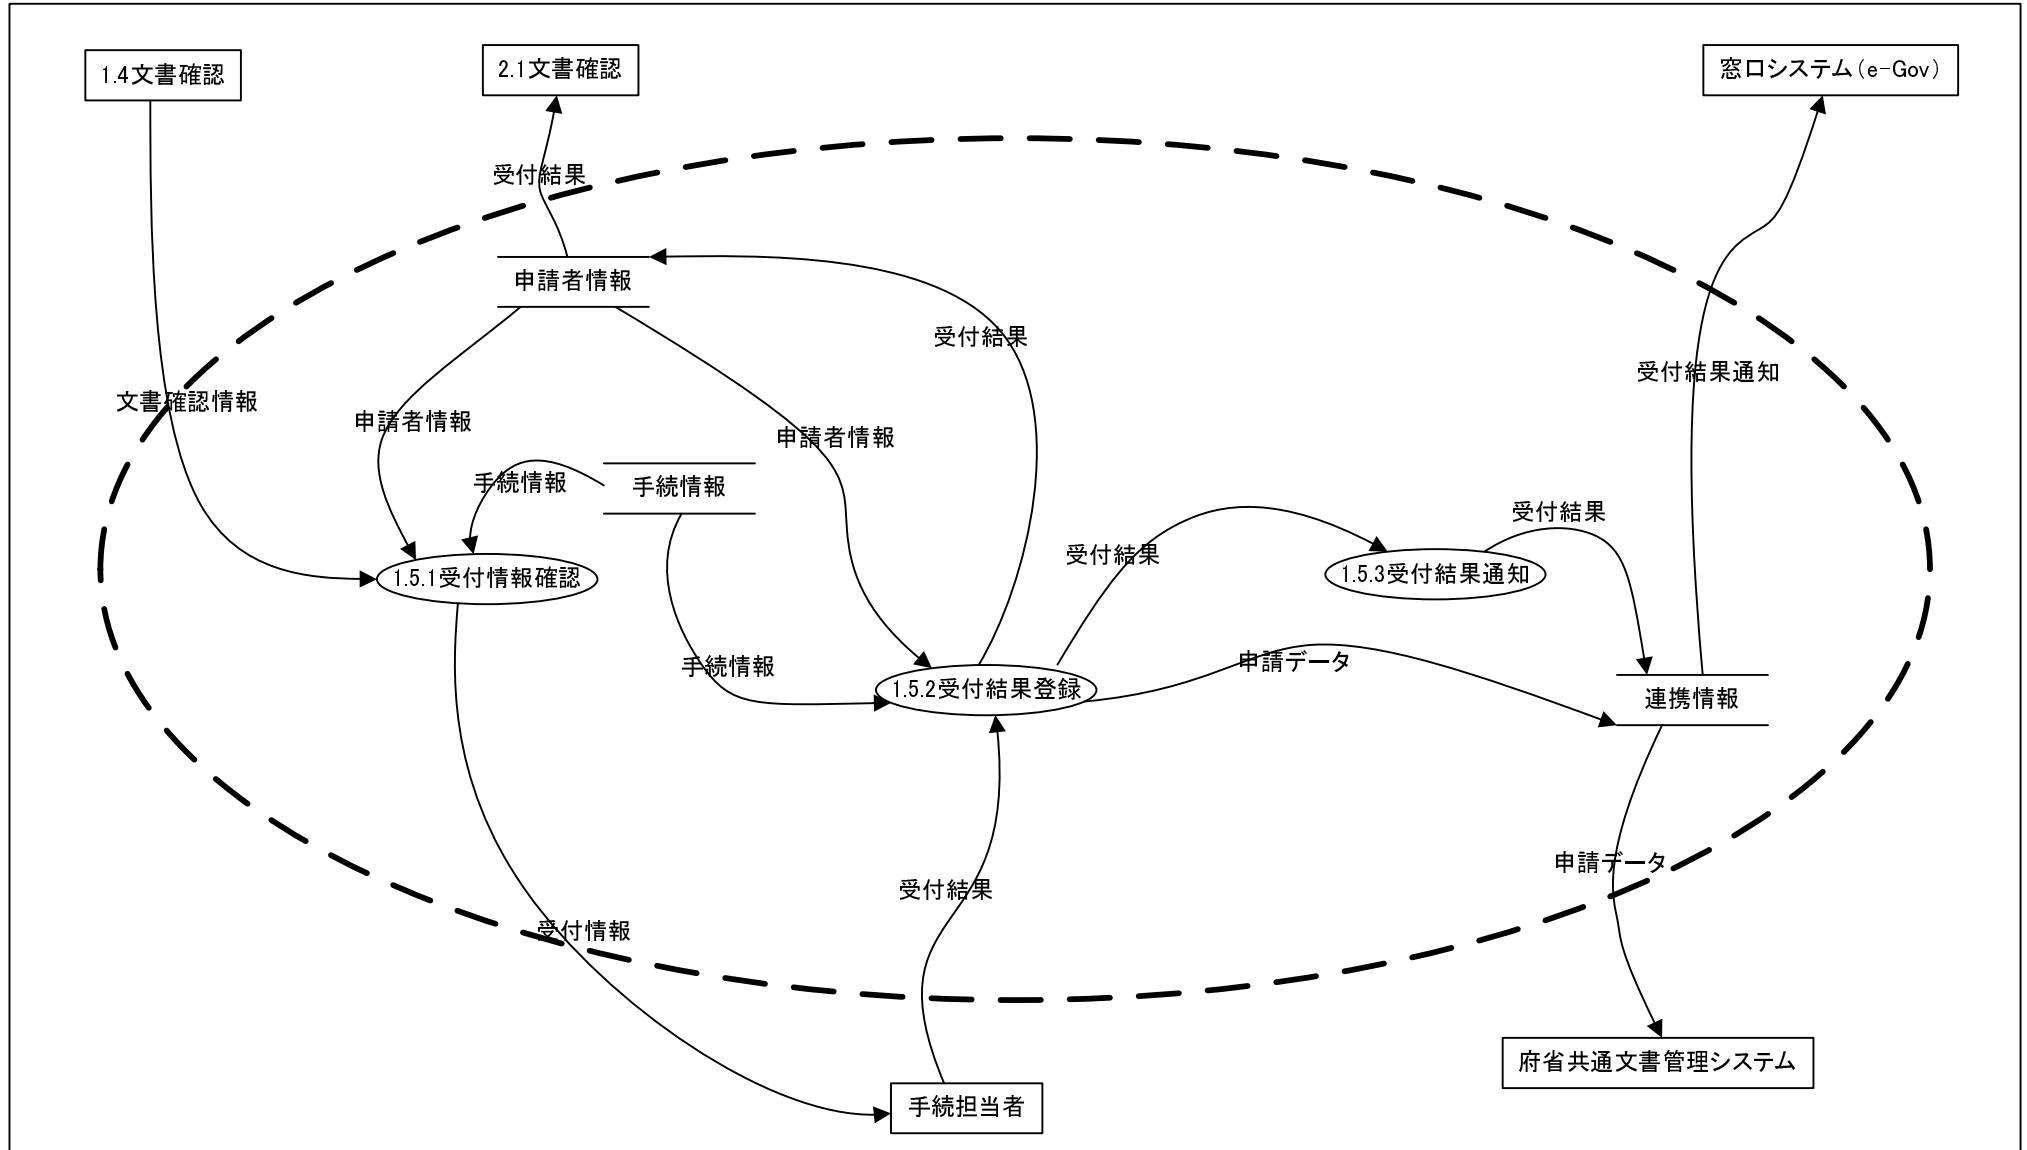 1.4文書確認
2.1文書確認
窓口システム(e-Gov)
受付結果
申請者情報
受付結果
受付結果通知
文書確認情報
申請者情報
申請者情報
手続情報
手続情報
受付結果
受付結果
1.5.1受付情報確認
1.5.3受付結果通知
手続情報
申請データ
1.5.2受付結果登録
連携情報
申請データ
受付結果
受付情報
府省共通文書管理システム
手続担当者